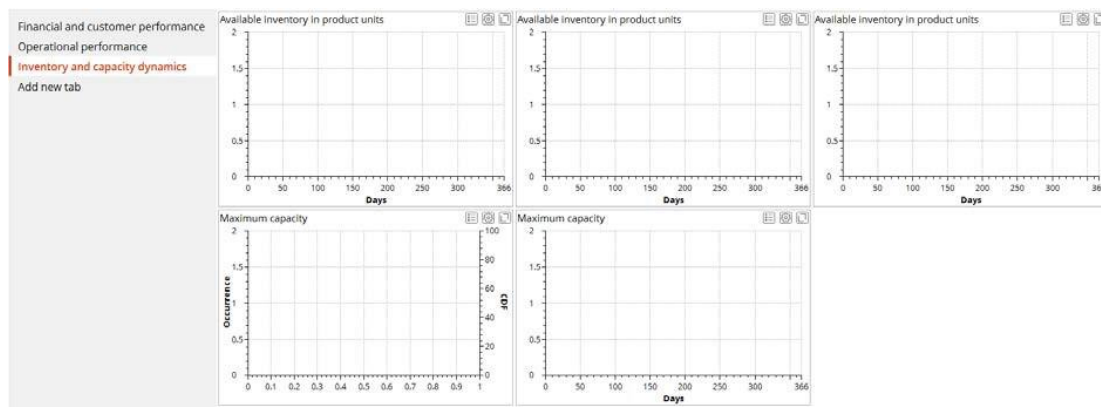 Financial and customer performance
Operational performance
Inventory and capacity dynamics
Add new tab
Available inventory in product units
2
1.5
1
0.5
0
0 50 100 150 200 250 300 366
Days
Available inventory in product units
2
1.5
1
0.5
0
0 50 100 150 200 250 300 366
Days
Available inventory in product units
2
1.5
1
0.5
0
0 50 100 150 200 250 300 366
Days
Maximum capacity
2
1.5
1
0.5
0
Occurrence
100
80
60
40
20
0
CDF
0 0.1 0.2 0.3 0.4 0.5 0.6 0.7 0.8 0.9 1
Maximum capacity
2
1.5
1
0.5
0
0 50 100 150 200 250 300 366
Days